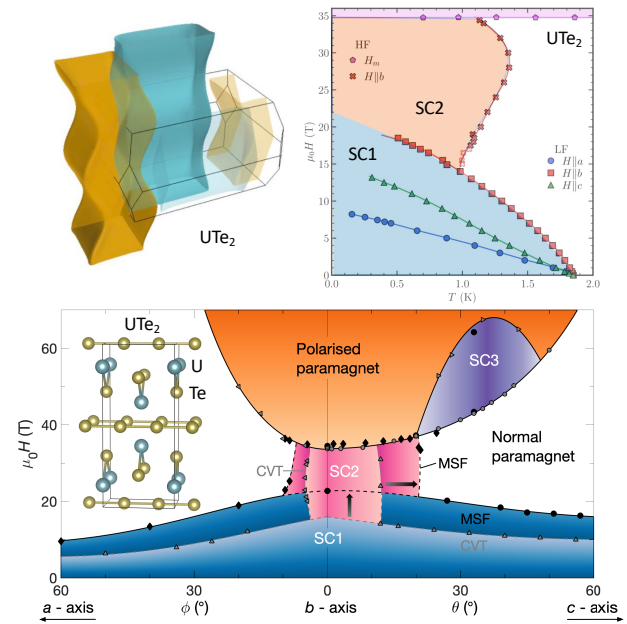 UTe2
35
30
25
20
15
10
5
0
μ0H (T)
UTe2
HF
Hm
H∥b
SC2
SC1
LF
H∥a
H∥b
H∥c
0.5 1.0 1.5 2.0
T (K)
60
40
20
0
μ0H (T)
UTe2
U
Te
Polarised
paramagnet
SC3
Normal
paramagnet
CVT
SC2
MSF
MSF
SC1
CVT
60 30 0 30 60
a - axis ϕ (°) b - axis θ (°) c - axis